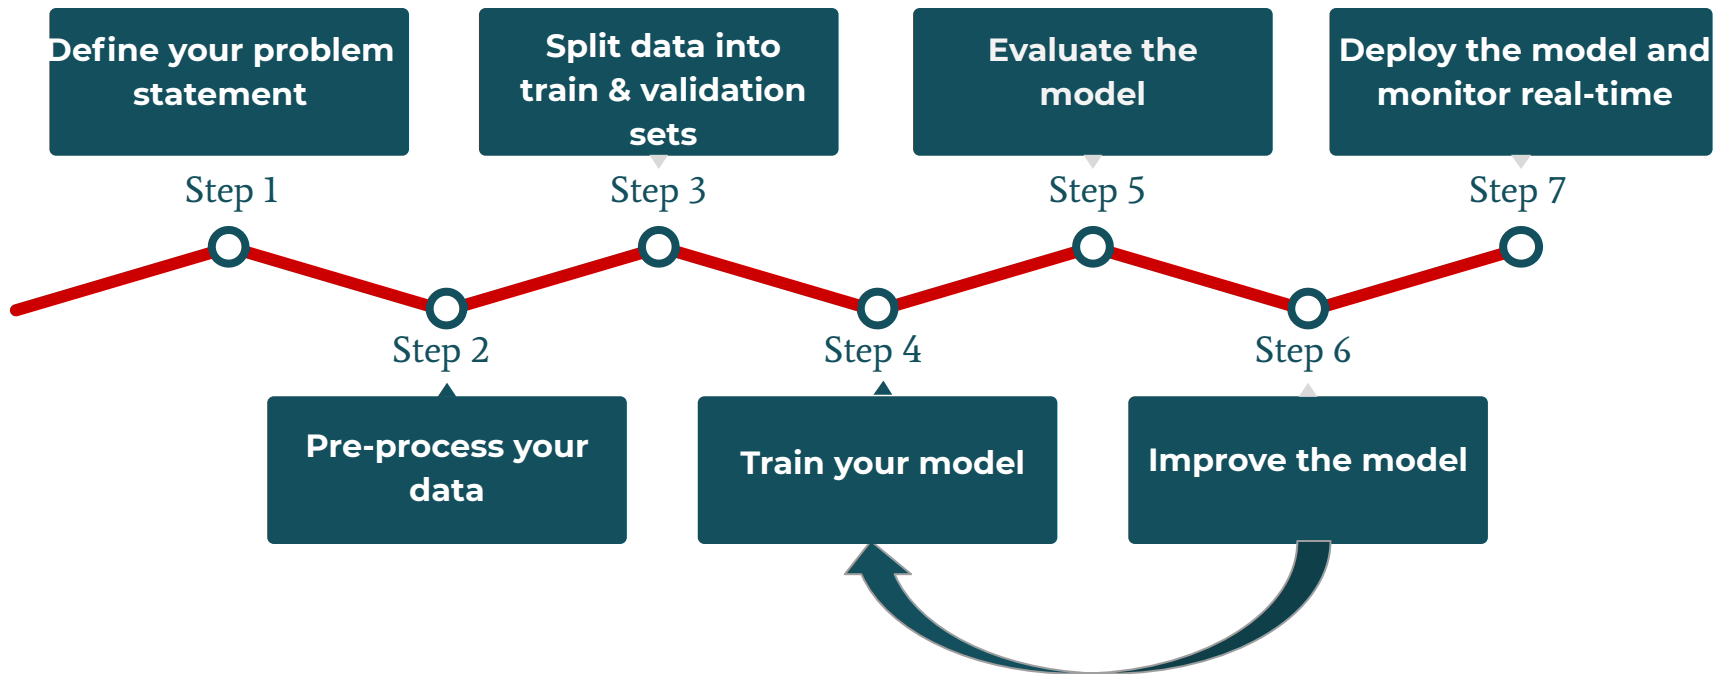 Define your problem
statement
Step 1
Step 2
Pre-process your
data
Split data into
train & validation
sets
Step 3
Step 4
Train your model
Evaluate the
model
Step 5
Step 6
Improve the model
Deploy the model and
monitor real-time
Step 7